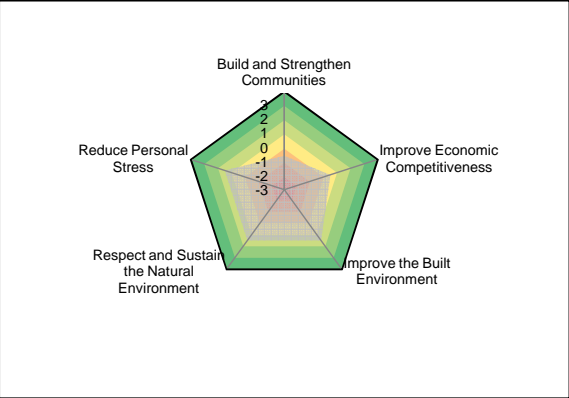 Build and Strengthen
Communities
3
2
1
0
-1
-2
-3
Reduce Personal
Stress
Improve Economic
Competitiveness
Respect and Sustain
the Natural
Environment
Improve the Built
Environment